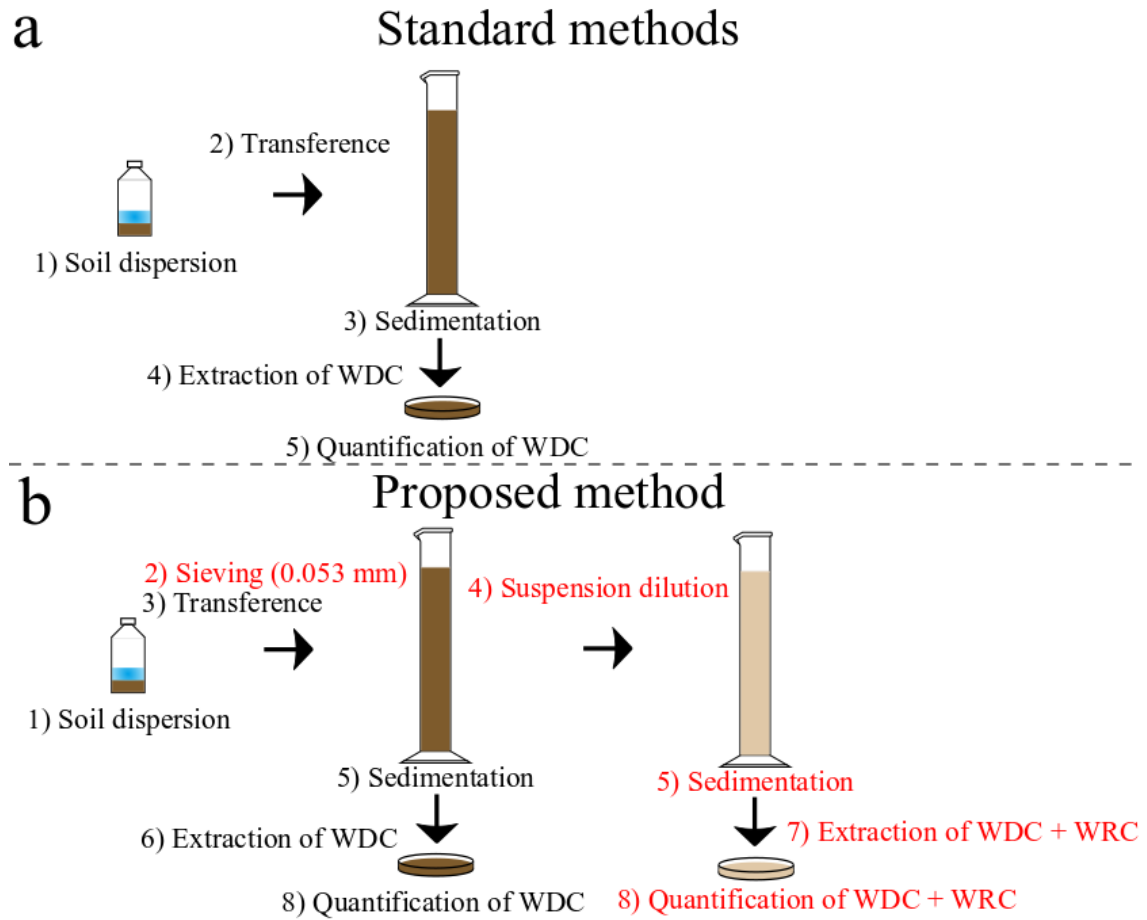 a
Standard methods
2) Transference
1) Soil dispersion
3) Sedimentation
4) Extraction of WDC
5) Quantification of WDC
b
Proposed method
2) Sieving (0.053 mm)
3) Transference
4) Suspension dilution
1) Soil dispersion
5) Sedimentation
5) Sedimentation
6) Extraction of WDC
7) Extraction of WDC + WRC
8) Quantification of WDC
8) Quantification of WDC + WRC